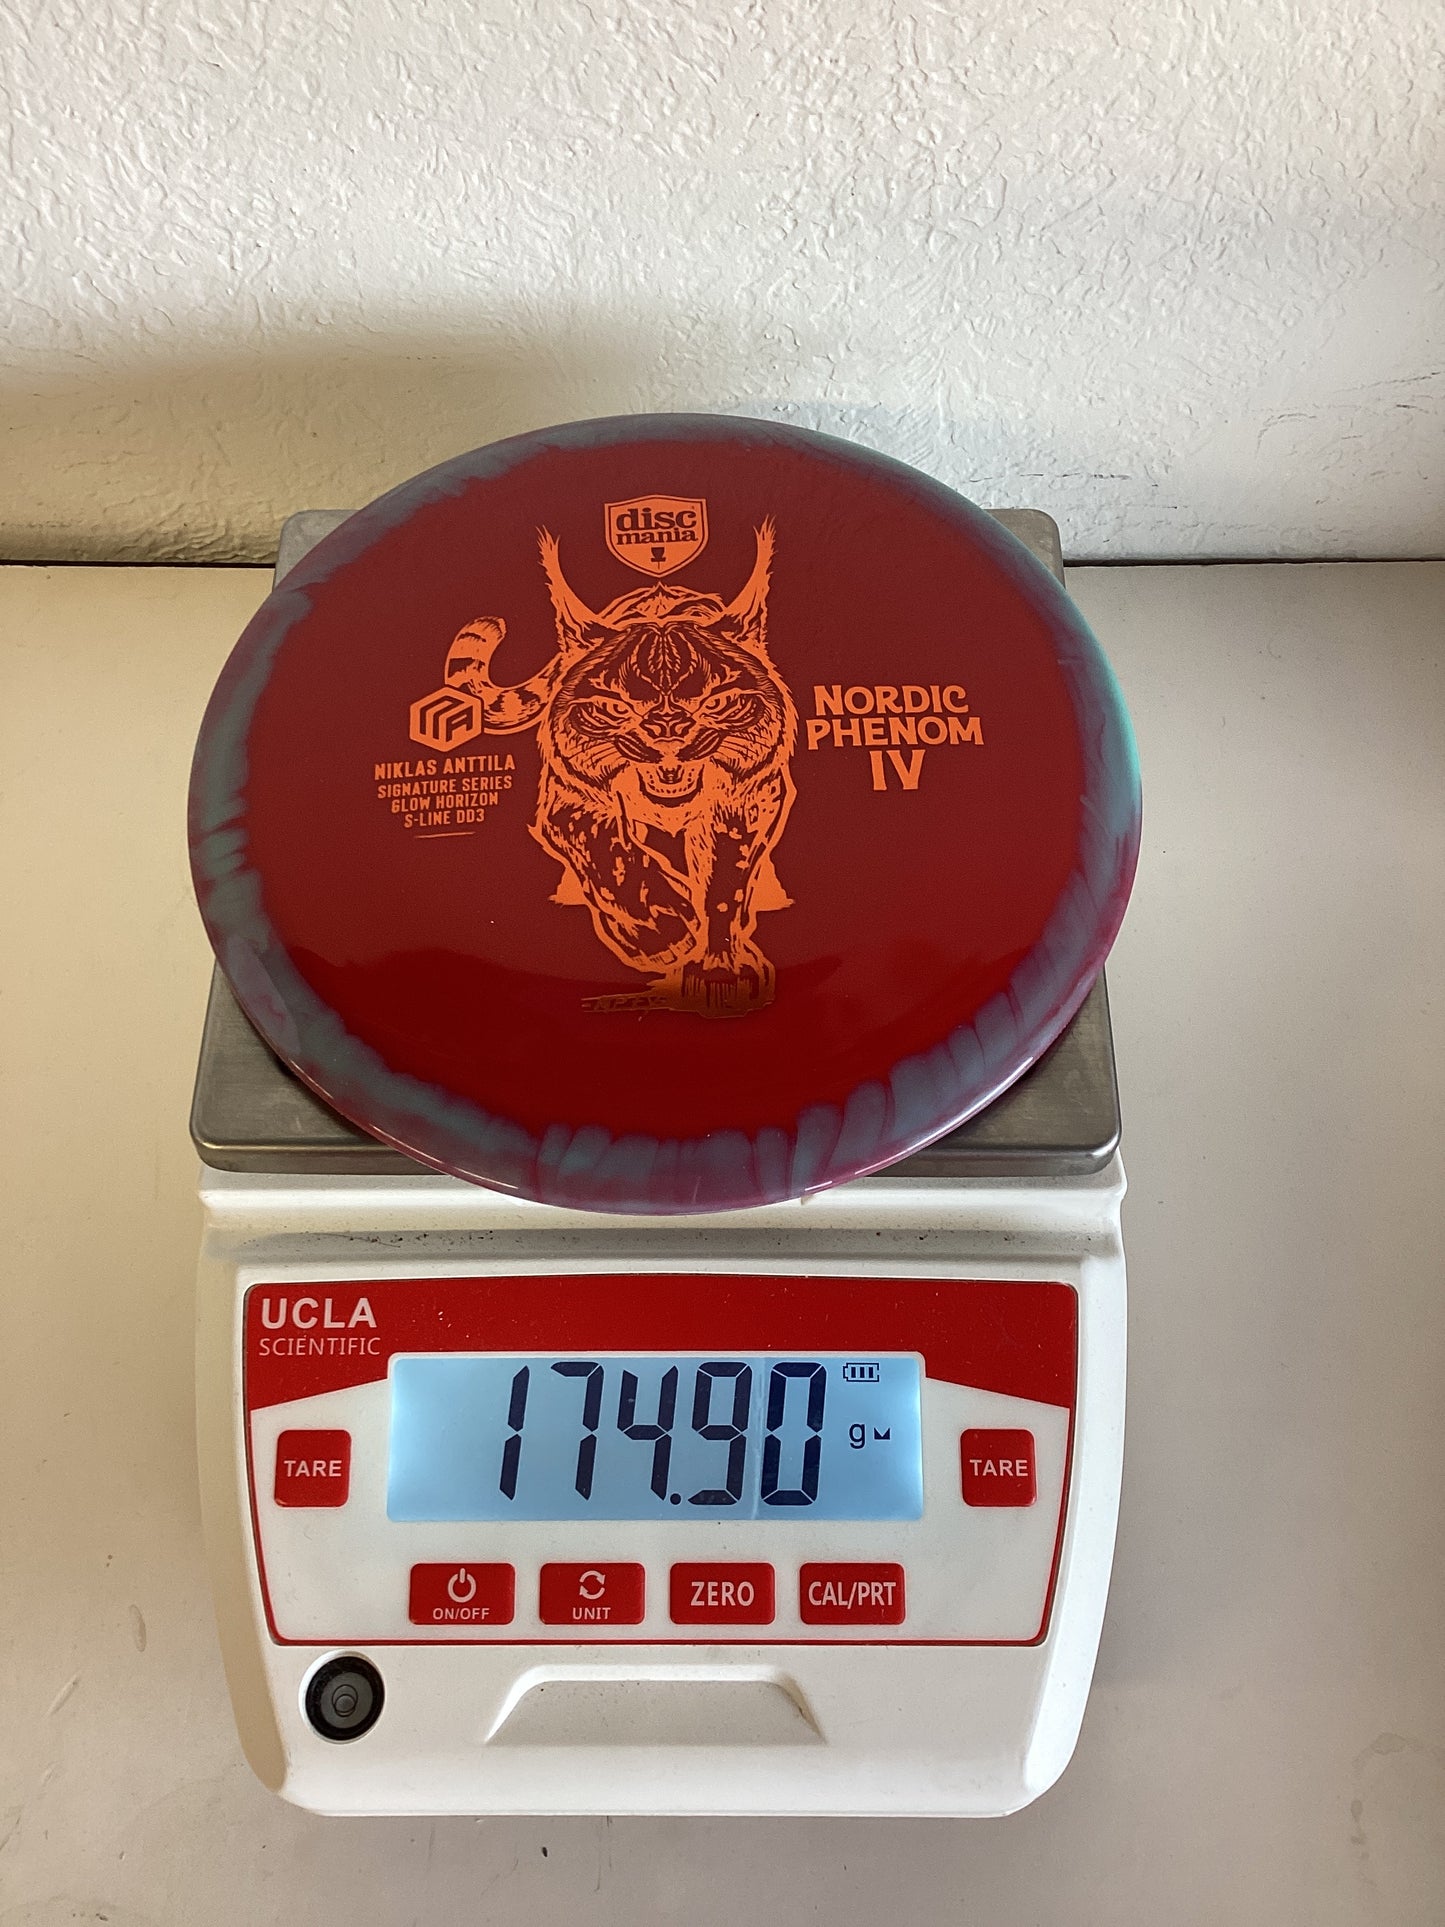 disc
mania
NIKLAS ANTTILA
SIGNATURE SERIES
GLOW HORIZON
S-LINE DD3
NORDIC
PHENOM
IV
UCLA
SCIENTIFIC
174.90
g
TARE
TARE
ON/OFF
UNIT
ZERO
CAL/PRT